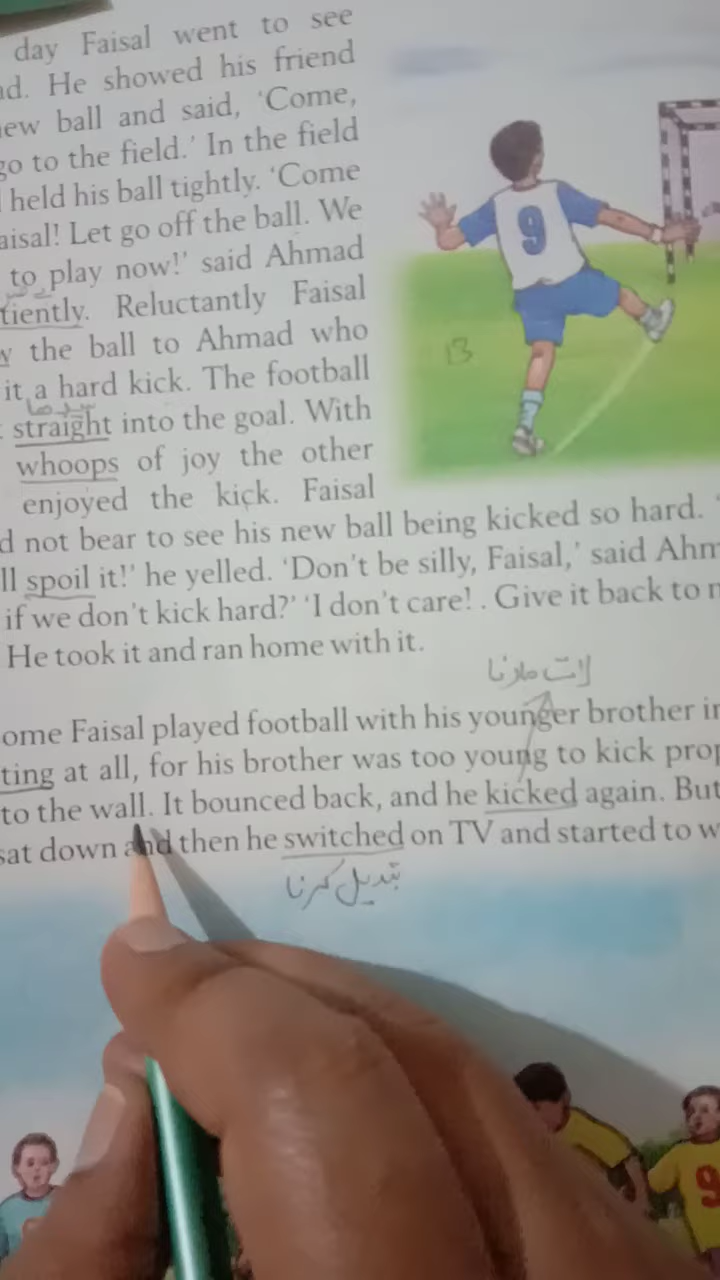 day Faisal went to see
nd. He showed his friend
new ball and said, 'Come,
go to the field.' In the field
held his ball tightly. 'Come
aisal! Let go off the ball. We
to play now!' said Ahmad
tiently. Reluctantly Faisal
y the ball to Ahmad who
it a hard kick. The football
سیدھا
straight into the goal. With
whoops of joy the other
enjoyed the kick. Faisal
d not bear to see his new ball being kicked so hard. '
ll spoil it!' he yelled. 'Don't be silly, Faisal,' said Ahm
if we don't kick hard?' 'I don't care! . Give it back to m
He took it and ran home with it.
لات مارنا
ome Faisal played football with his younger brother in
ting at all, for his brother was too young to kick prop
to the wall. It bounced back, and he kicked again. But
sat down and then he switched on TV and started to w
تبدیل کرنا
9
13
9